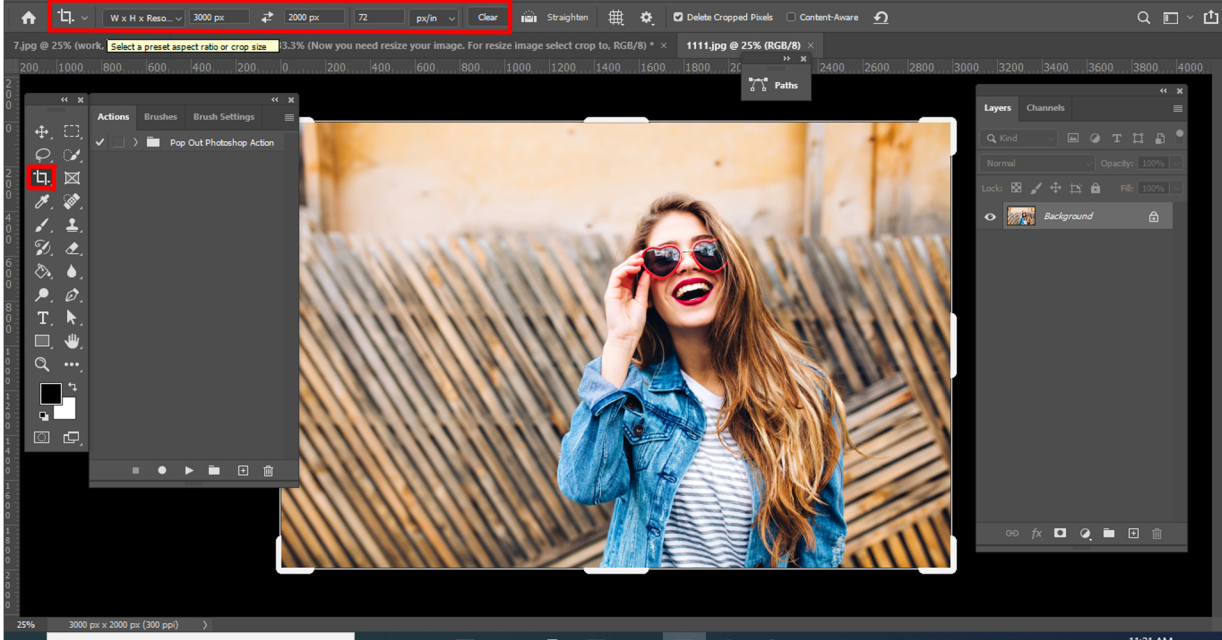 W x H x Reso... 3000 px 2000 px 72 px/in Clear Straighten Delete Cropped Pixels Content-Aware
7.jpg @ 25% (work, Select a preset aspect ratio or crop size 33.3% (Now you need resize your image. For resize image select crop to, RGB/8) * × 1111.jpg @ 25% (RGB/8) ×
200 1000 800 600 400 200 0 200 400 600 800 1000 1200 1400 1600 1800 2400 2600 2800 3000 3200 3400 3600 3800 4000
Paths
Layers Channels
Actions Brushes Brush Settings
Kind
Pop Out Photoshop Action
Normal Opacity: 100%
Lock: Fill: 100%
Background
fx
25% 3000 px x 2000 px (300 ppi)